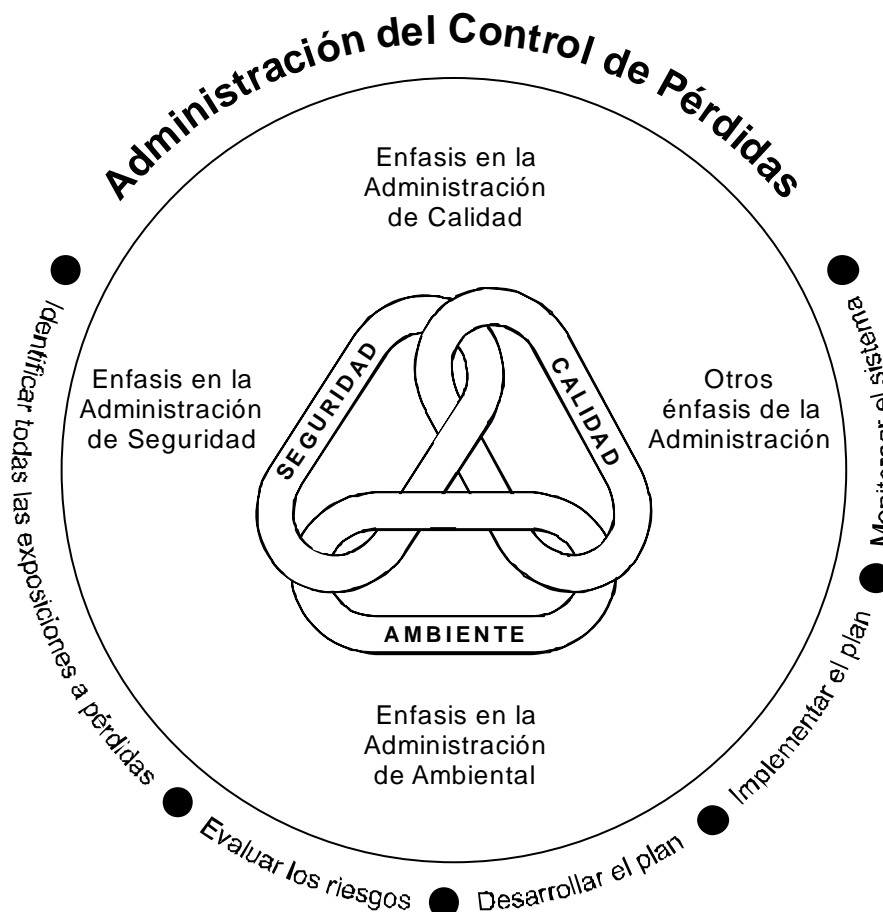 Administración del Control de Pérdidas
Enfasis en la
Administración
de Calidad
Enfasis en la
Administración
de Seguridad
Otros
énfasis de la
Administración
SEGURIDAD
CALIDAD
AMBIENTE
Enfasis en la
Administración
de Ambiental
Identificar todas las exposiciones a pérdidas
Evaluar los riesgos
Desarrollar el plan
Implementar el plan
Monitorear el sistema